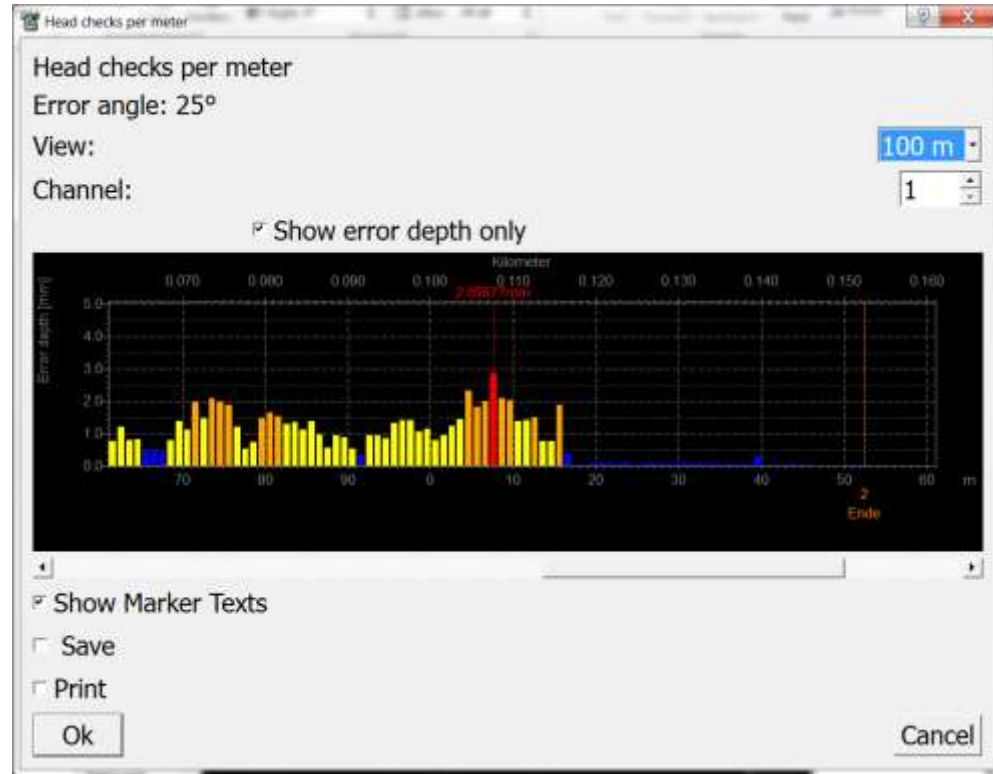 Head checks per meter
Head checks per meter
Error angle: 25°
View:
100 m
Channel:
1
Show error depth only
Kilometer
0.070 0.080 0.090 0.100 0.110 0.120 0.130 0.140 0.150 0.160
Error depth [mm]
5.0
4.0
3.0
2.0
1.0
0.0
70 80 90 0 10 20 30 40 50 60 m
2
Ende
Show Marker Texts
Save
Print
Ok
Cancel